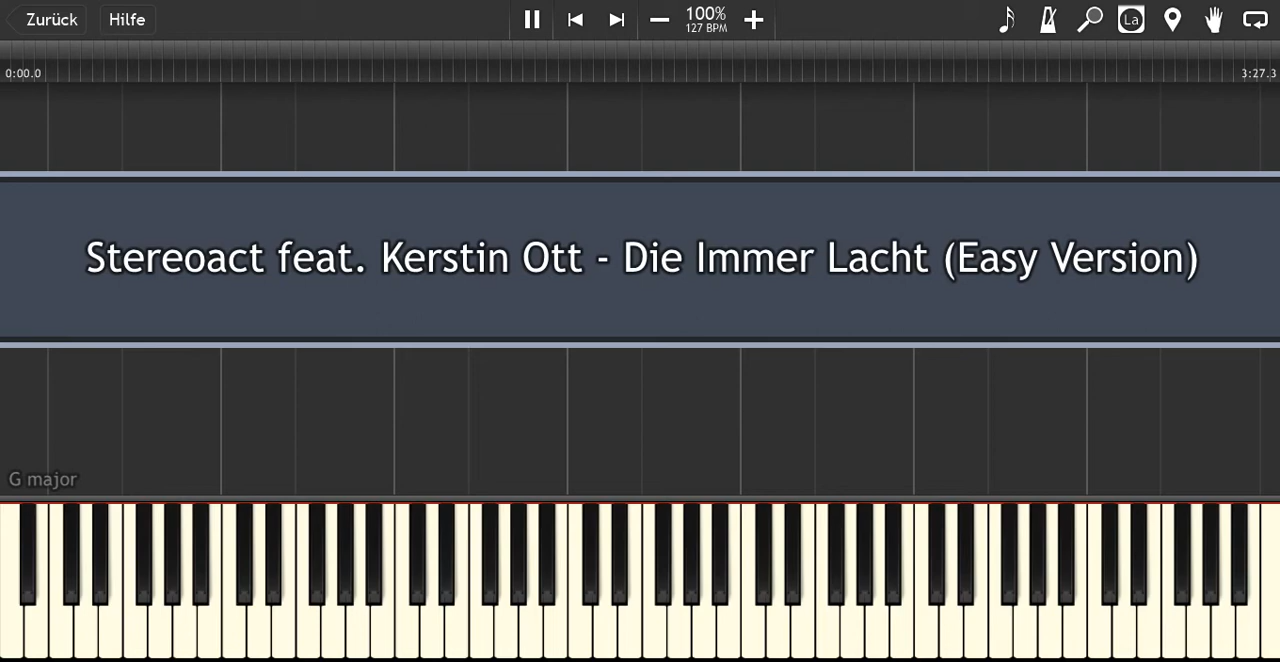 Zurück Hilfe 100% La
127 BPM
0:00.0 3:27.3
Stereoact feat. Kerstin Ott - Die Immer Lacht (Easy Version)
G major